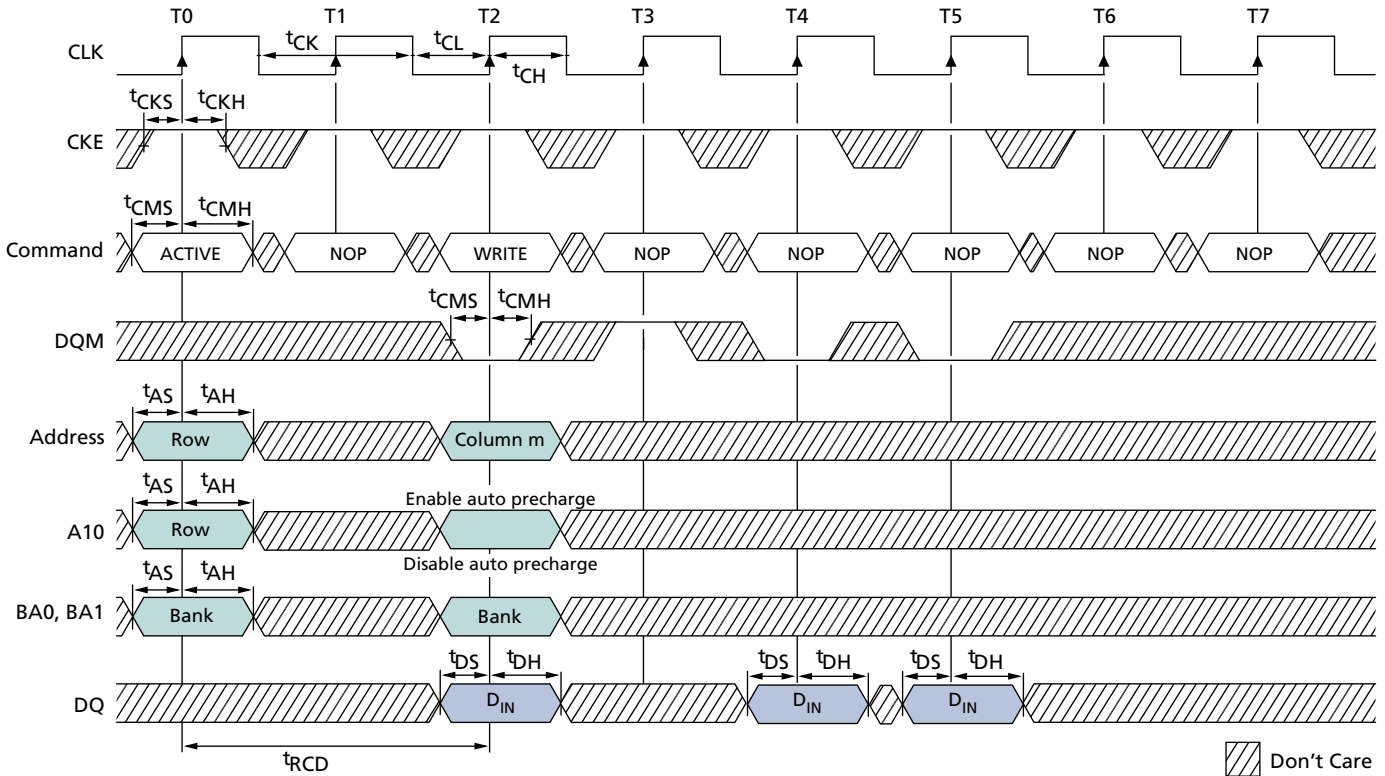 T0 T1 T2 T3 T4 T5 T6 T7
CLK tCK tCL tCH
tCKS tCKH
CKE
tCMS tCMH
Command ACTIVE NOP WRITE NOP NOP NOP NOP NOP
tCMS tCMH
DQM
tAS tAH
Address Row Column m
tAS tAH Enable auto precharge
A10 Row
Disable auto precharge
tAS tAH
BA0, BA1 Bank Bank
tDS tDH tDS tDH tDS tDH
DQ DIN DIN DIN
tRCD
Don't Care